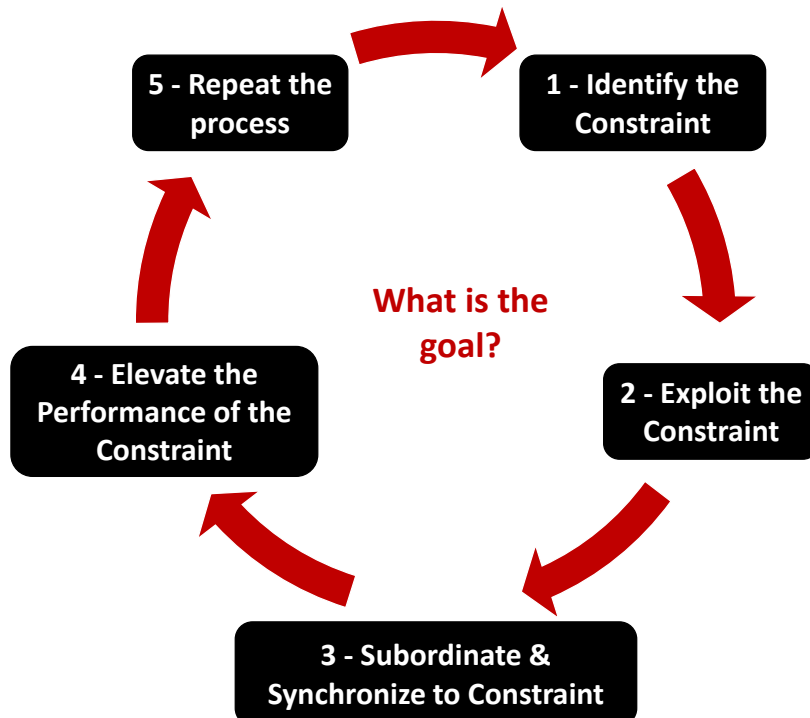 1 - Identify the
Constraint
2 - Exploit the
Constraint
3 - Subordinate &
Synchronize to Constraint
4 - Elevate the
Performance of the
Constraint
5 - Repeat the
process
What is the
goal?